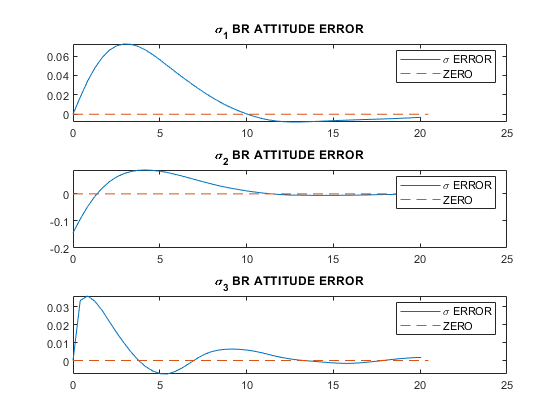 σ1 BR ATTITUDE ERROR
0.06
0.04
0.02
0
σ ERROR
ZERO
0 5 10 15 20 25
σ2 BR ATTITUDE ERROR
0
-0.1
-0.2
σ ERROR
ZERO
0 5 10 15 20 25
σ3 BR ATTITUDE ERROR
0.03
0.02
0.01
0
σ ERROR
ZERO
0 5 10 15 20 25